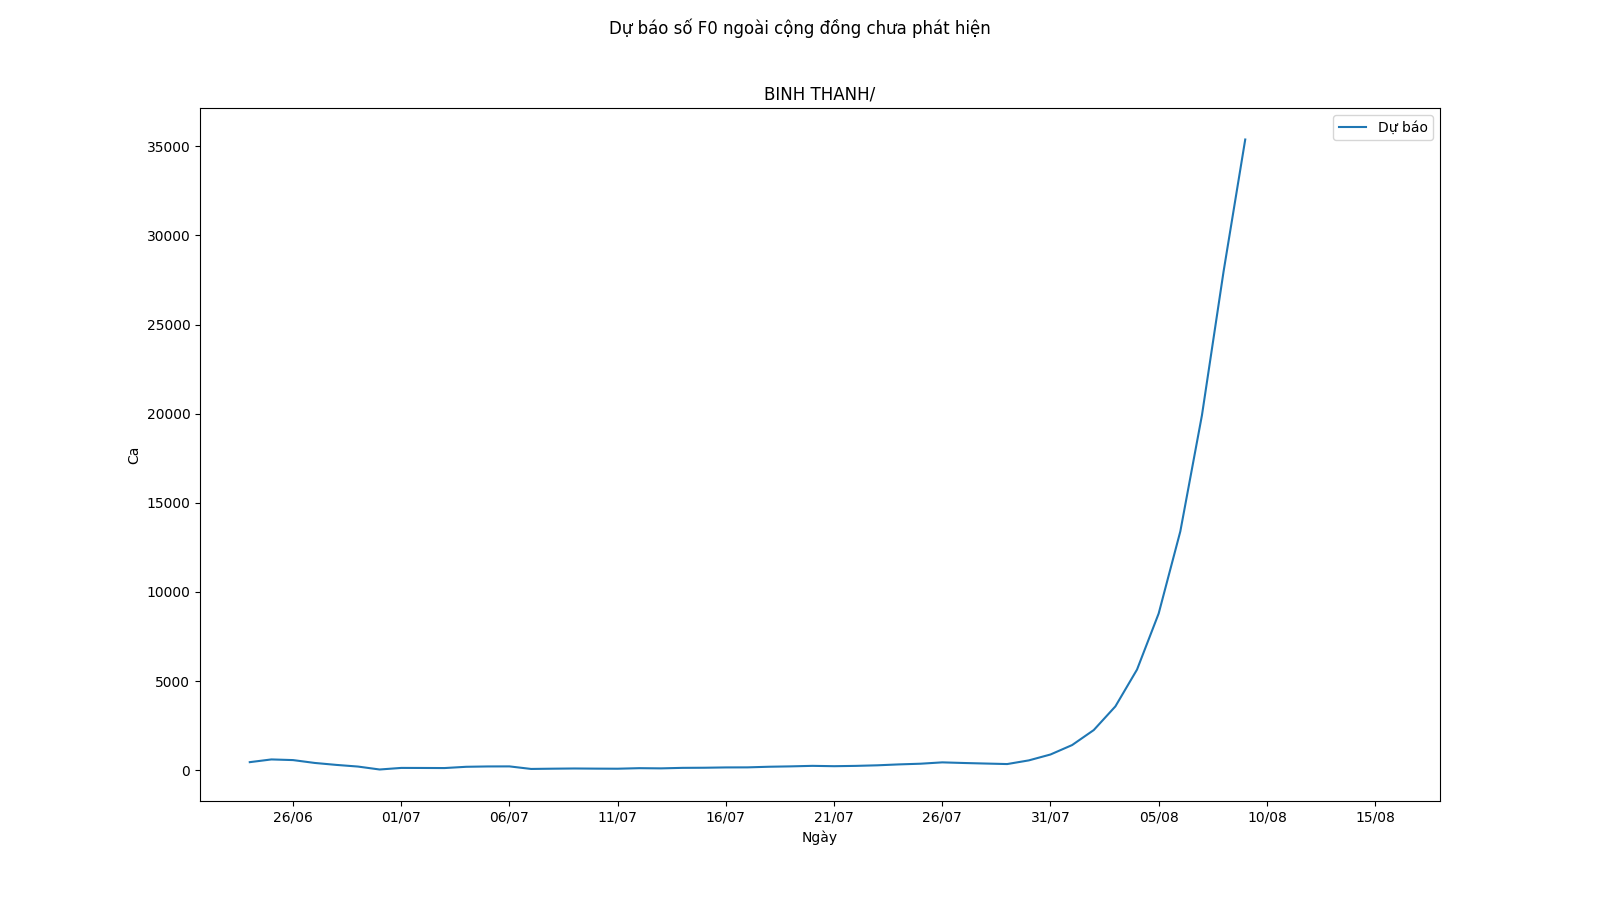 Dự báo số F0 ngoài cộng đồng chưa phát hiện
BINH THANH/
Dự báo
35000
30000
25000
20000
15000
10000
5000
0
Ca
26/06 01/07 06/07 11/07 16/07 21/07 26/07 31/07 05/08 10/08 15/08
Ngày